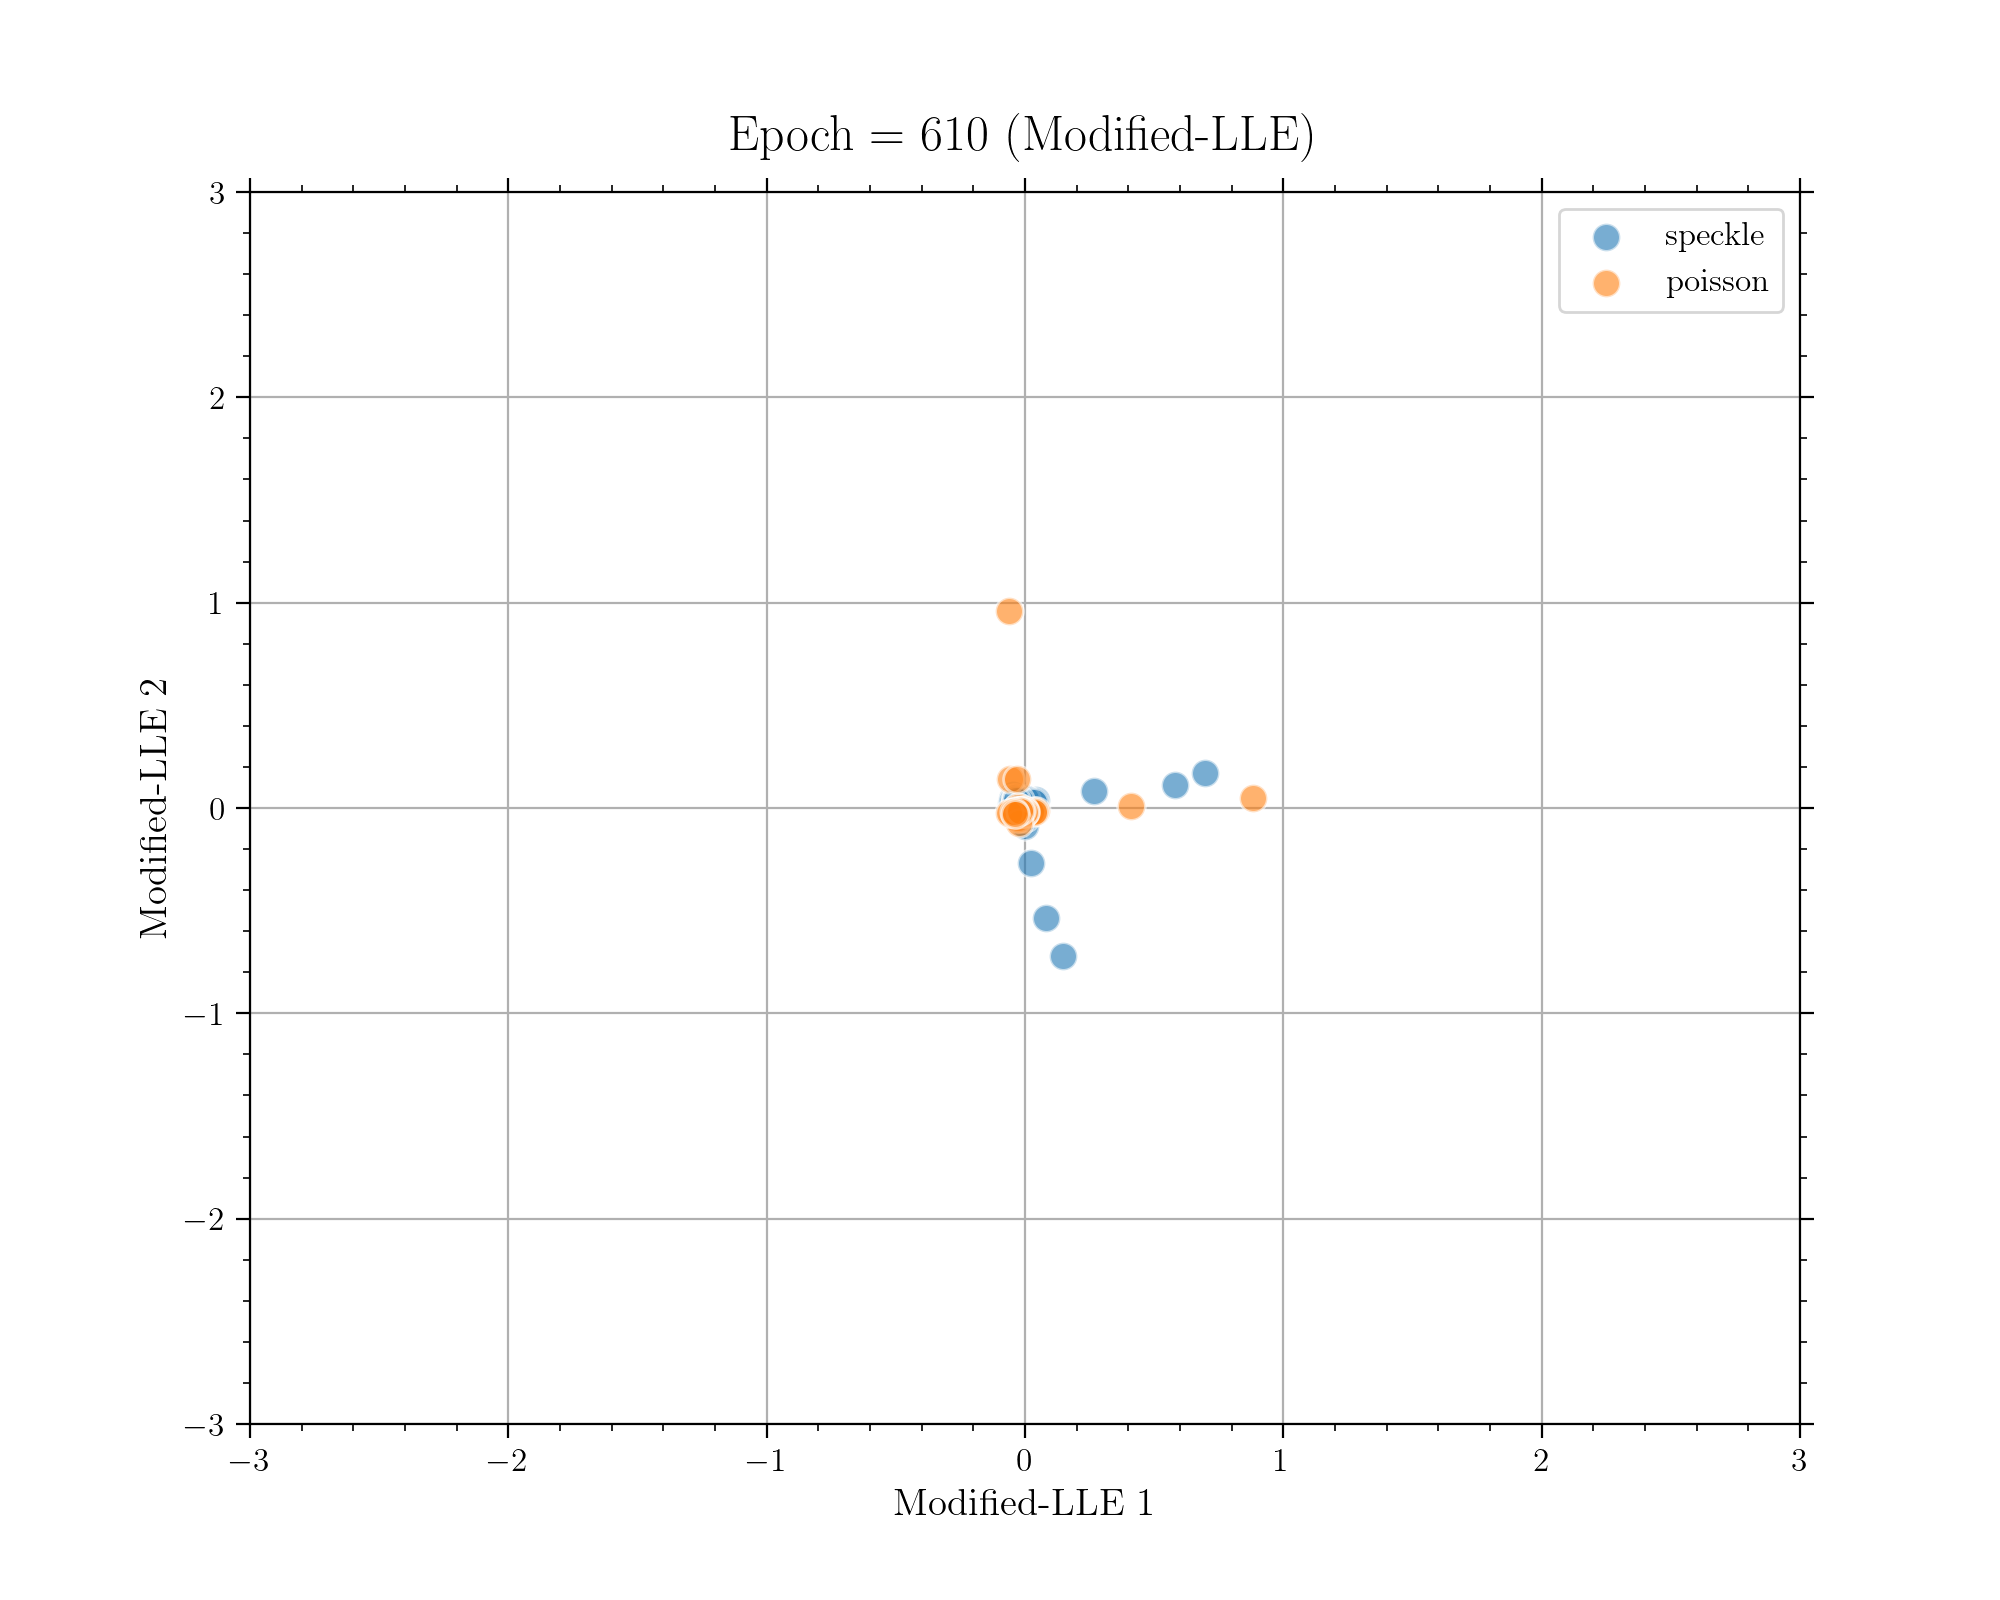 Epoch = 610 (Modified-LLE)
speckle
poisson
3
2
1
0
−1
−2
−3
Modified-LLE 2
−3
−2
−1
0
1
2
3
Modified-LLE 1